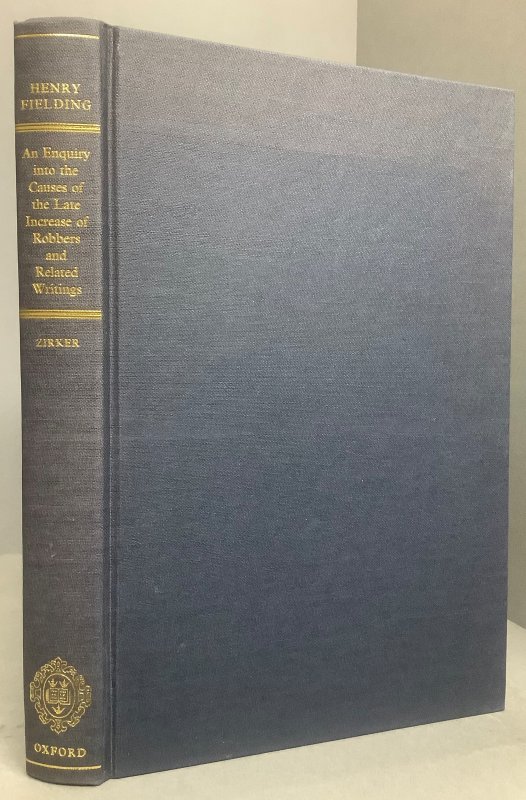 HENRY
FIELDING
An Enquiry
into the
Causes of
the Late
Increase of
Robbers
and
Related
Writings
ZIRKER
OXFORD